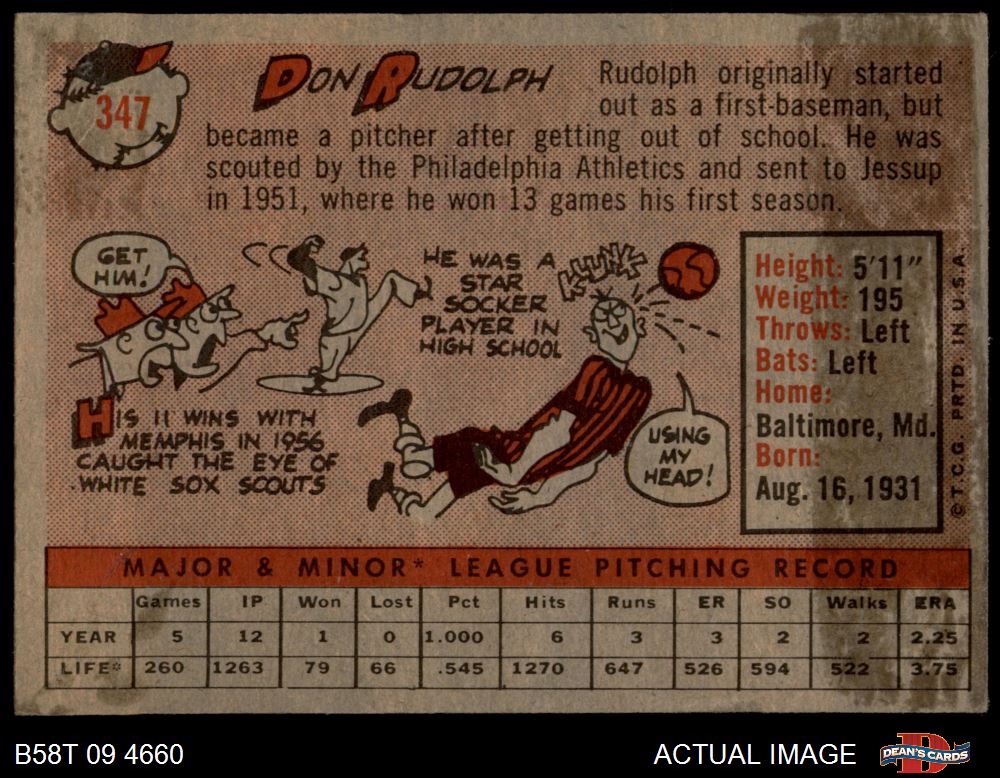 347
DON RUDOLPH
Rudolph originally started
out as a first-baseman, but
became a pitcher after getting out of school. He was
scouted by the Philadelphia Athletics and sent to Jessup
in 1951, where he won 13 games his first season.
GET
HIM!
HIS 11 WINS WITH
MEMPHIS IN 1956
CAUGHT THE EYE OF
WHITE SOX SCOUTS
HE WAS A
STAR
SOCKER
PLAYER IN
HIGH SCHOOL
KLUNK
USING
MY
HEAD!
Height: 5'11"
Weight: 195
Throws: Left
Bats: Left
Home:
Baltimore, Md.
Born:
Aug. 16, 1931
©T.C.G. PRTD. IN U.S.A.
MAJOR & MINOR* LEAGUE PITCHING RECORD
Games IP Won Lost Pct Hits Runs ER SO Walks ERA
YEAR 5 12 1 0 1.000 6 3 3 2 2 2.25
LIFE* 260 1263 79 66 .545 1270 647 526 594 522 3.75
B58T 09 4660
ACTUAL IMAGE
DEAN'S CARDS